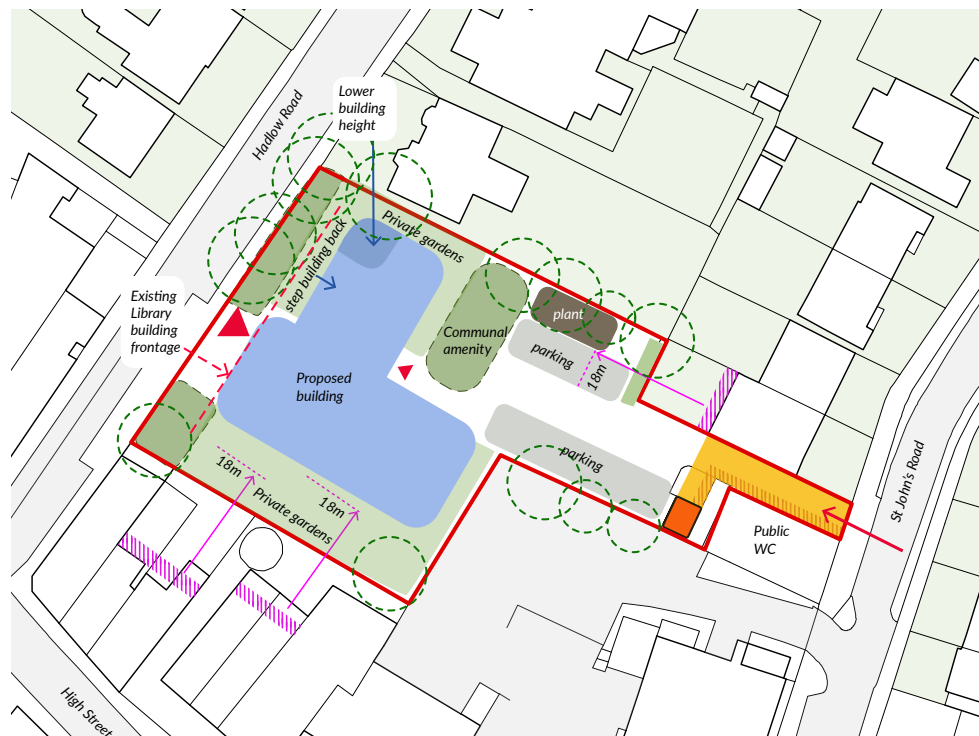 Lower
building
height
Hadlow Road
Private gardens
step building back
Existing
Library
building
frontage
plant
Communal
amenity
parking
18m
Proposed
building
parking
St John's Road
18m
18m
Private gardens
Public
WC
High Street